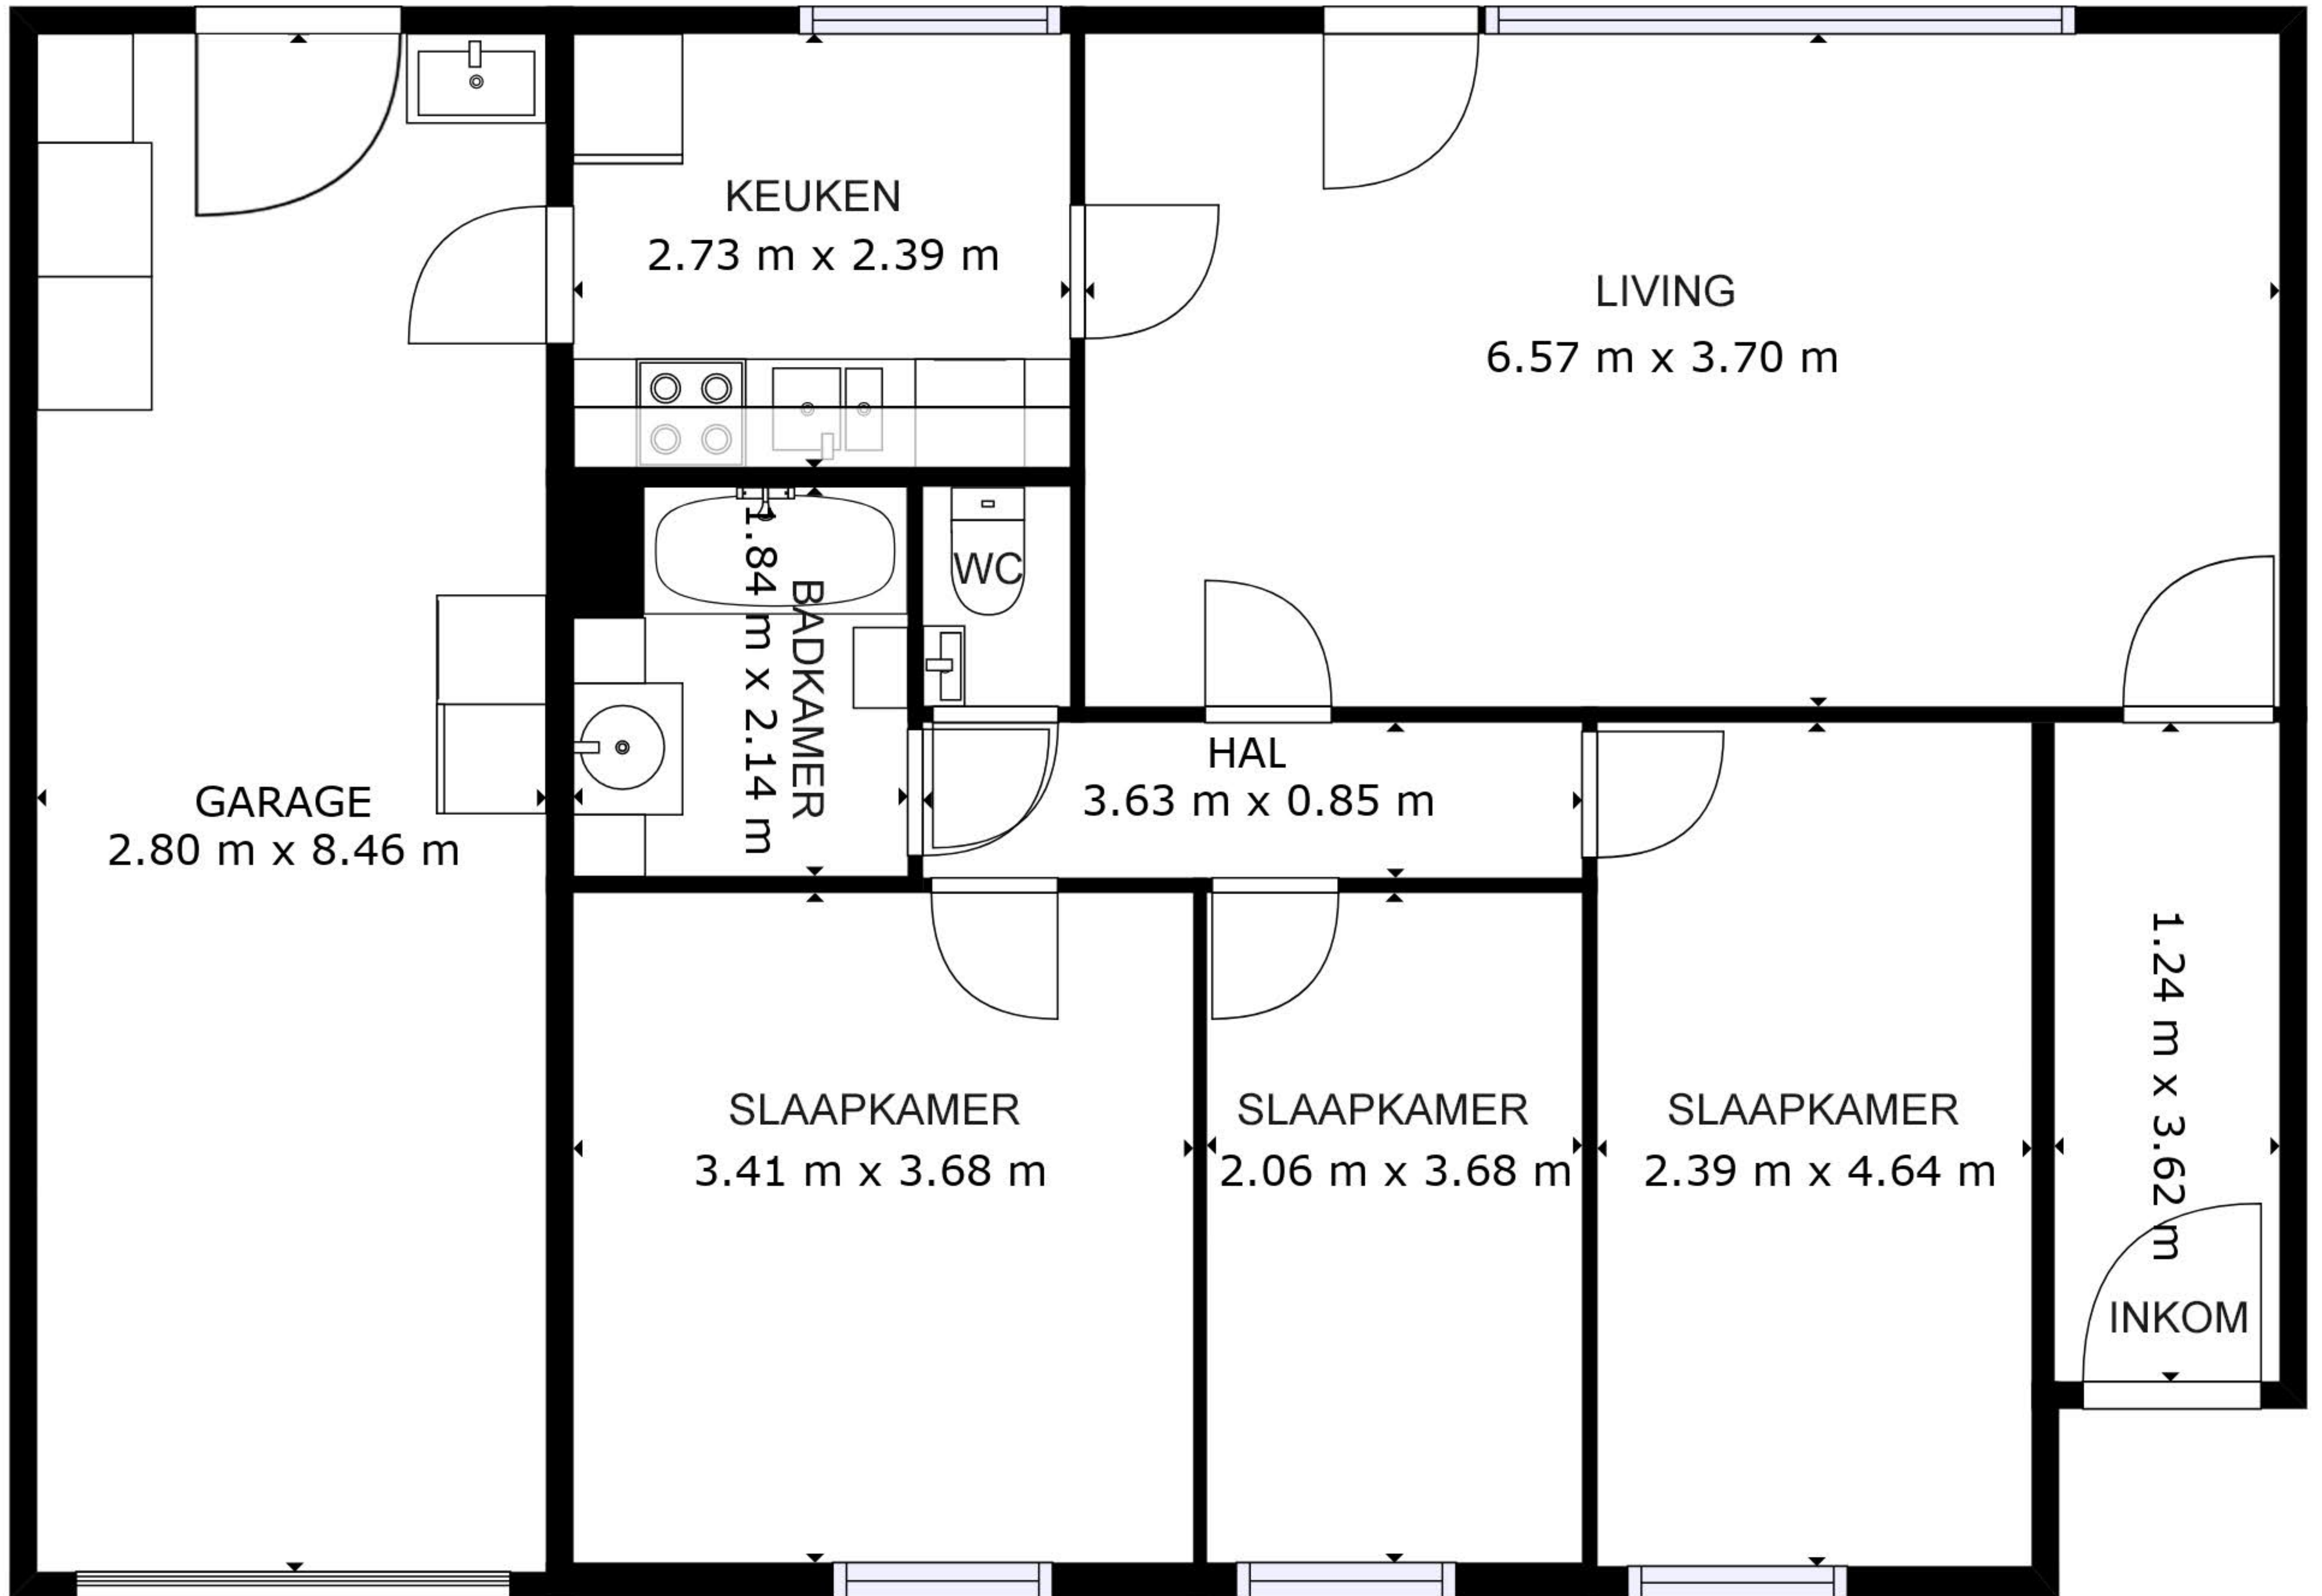 KEUKEN
2.73 m x 2.39 m
LIVING
6.57 m x 3.70 m
WC
BADKAMER
1.84 m x 2.14 m
HAL
3.63 m x 0.85 m
GARAGE
2.80 m x 8.46 m
SLAAPKAMER
3.41 m x 3.68 m
SLAAPKAMER
2.06 m x 3.68 m
SLAAPKAMER
2.39 m x 4.64 m
1.24 m x 3.62 m
INKOM